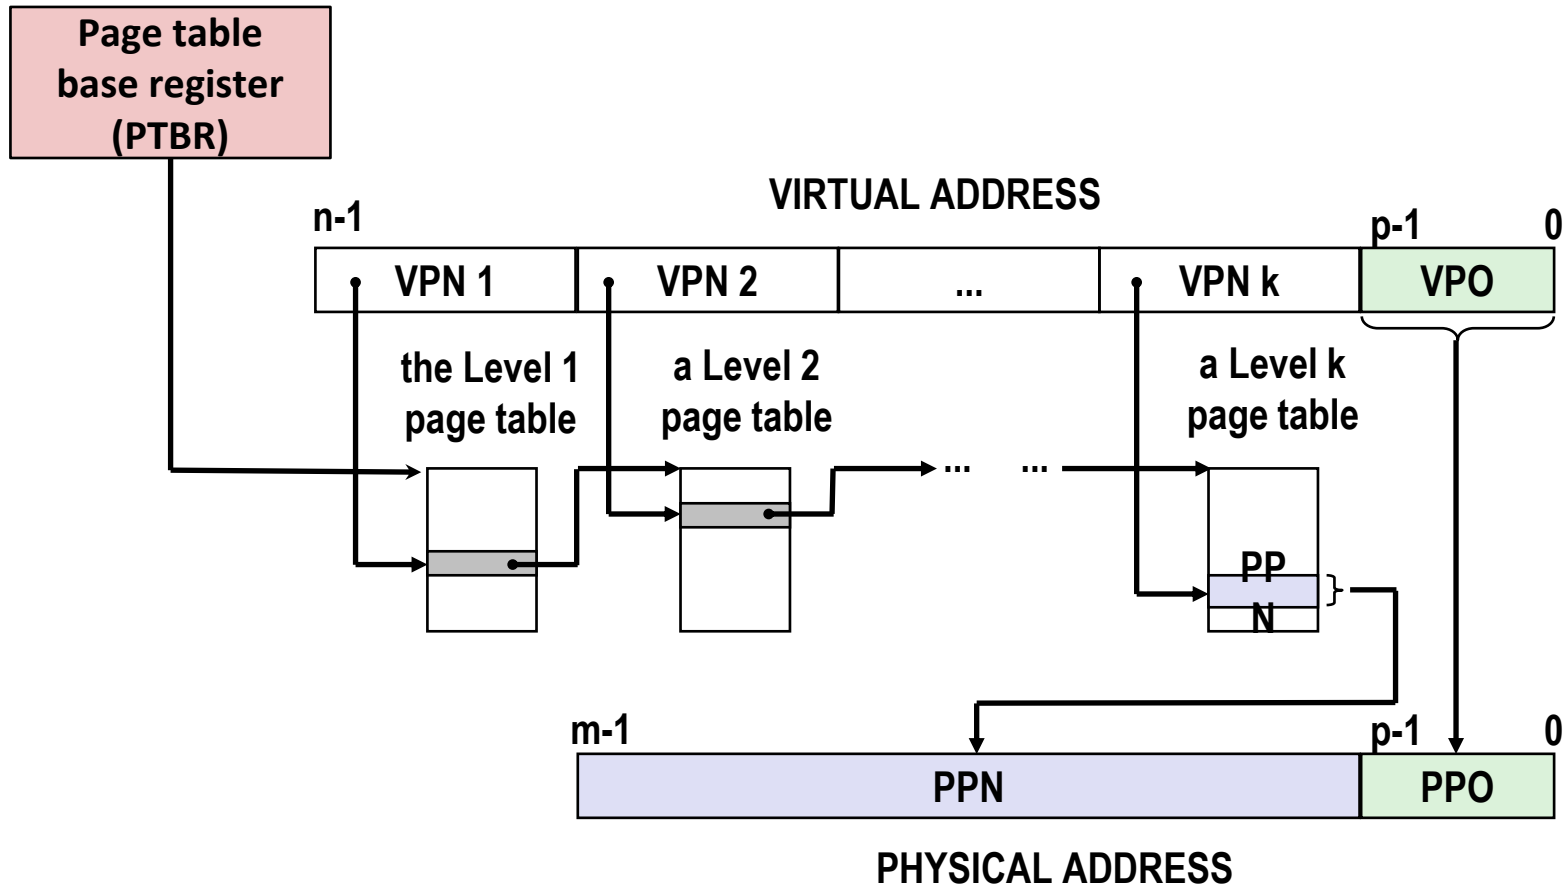 Page table
base register
(PTBR)
VIRTUAL ADDRESS
n-1
p-1
0
VPN 1
VPN 2
...
VPN k
VPO
the Level 1
page table
a Level 2
page table
a Level k
page table
...
...
PP
N
m-1
p-1
0
PPN
PPO
PHYSICAL ADDRESS